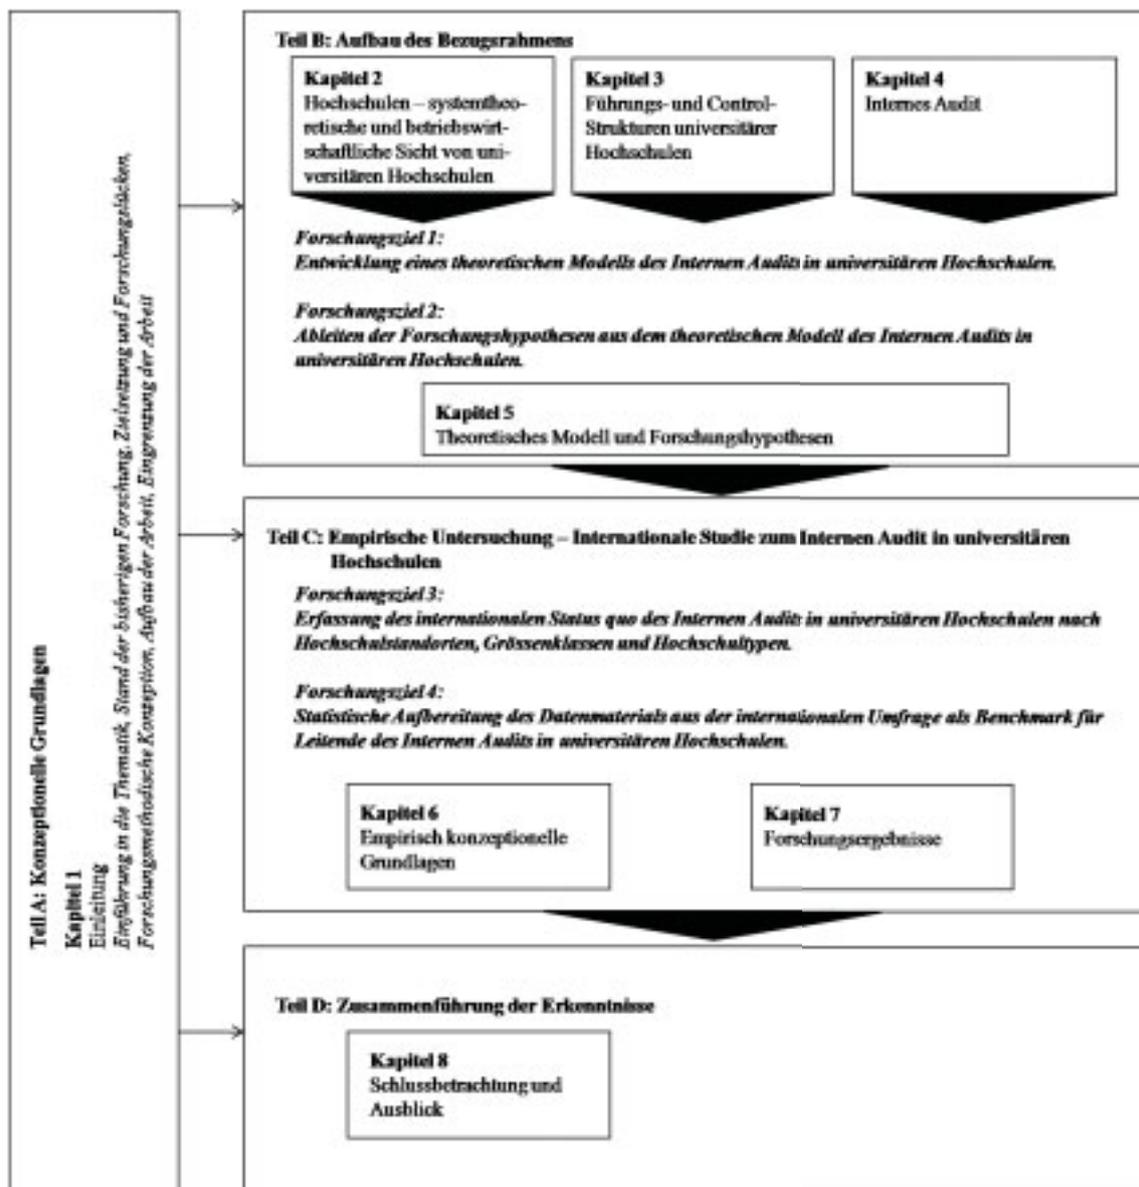 Teil A: Konzeptionelle Grundlagen
Kapitel 1
Einleitung
Einführung in die Thematik, Stand der bisherigen Forschung, Zielsetzung und Forschungslücken,
Forschungsmethodische Konzeption, Aufbau der Arbeit, Eingrenzung der Arbeit
Teil B: Aufbau des Bezugsrahmens
Kapitel 2
Hochschulen – systemtheo-
retische und betriebswirt-
schaftliche Sicht von uni-
versitären Hochschulen
Kapitel 3
Führungs- und Control-
Strukturen universitärer
Hochschulen
Kapitel 4
Internes Audit
Forschungsziel 1:
Entwicklung eines theoretischen Modells des Internen Audits in universitären Hochschulen.
Forschungsziel 2:
Ableiten der Forschungshypothesen aus dem theoretischen Modell des Internen Audits in
universitären Hochschulen.
Kapitel 5
Theoretisches Modell und Forschungshypothesen
Teil C: Empirische Untersuchung – Internationale Studie zum Internen Audit in universitären
Hochschulen
Forschungsziel 3:
Erfassung des internationalen Status quo des Internen Audits in universitären Hochschulen nach
Hochschulstandorten, Grössenklassen und Hochschultypen.
Forschungsziel 4:
Statistische Aufbereitung des Datenmaterials aus der internationalen Umfrage als Benchmark für
Leitende des Internen Audits in universitären Hochschulen.
Kapitel 6
Empirisch konzeptionelle
Grundlagen
Kapitel 7
Forschungsergebnisse
Teil D: Zusammenführung der Erkenntnisse
Kapitel 8
Schlussbetrachtung und
Ausblick